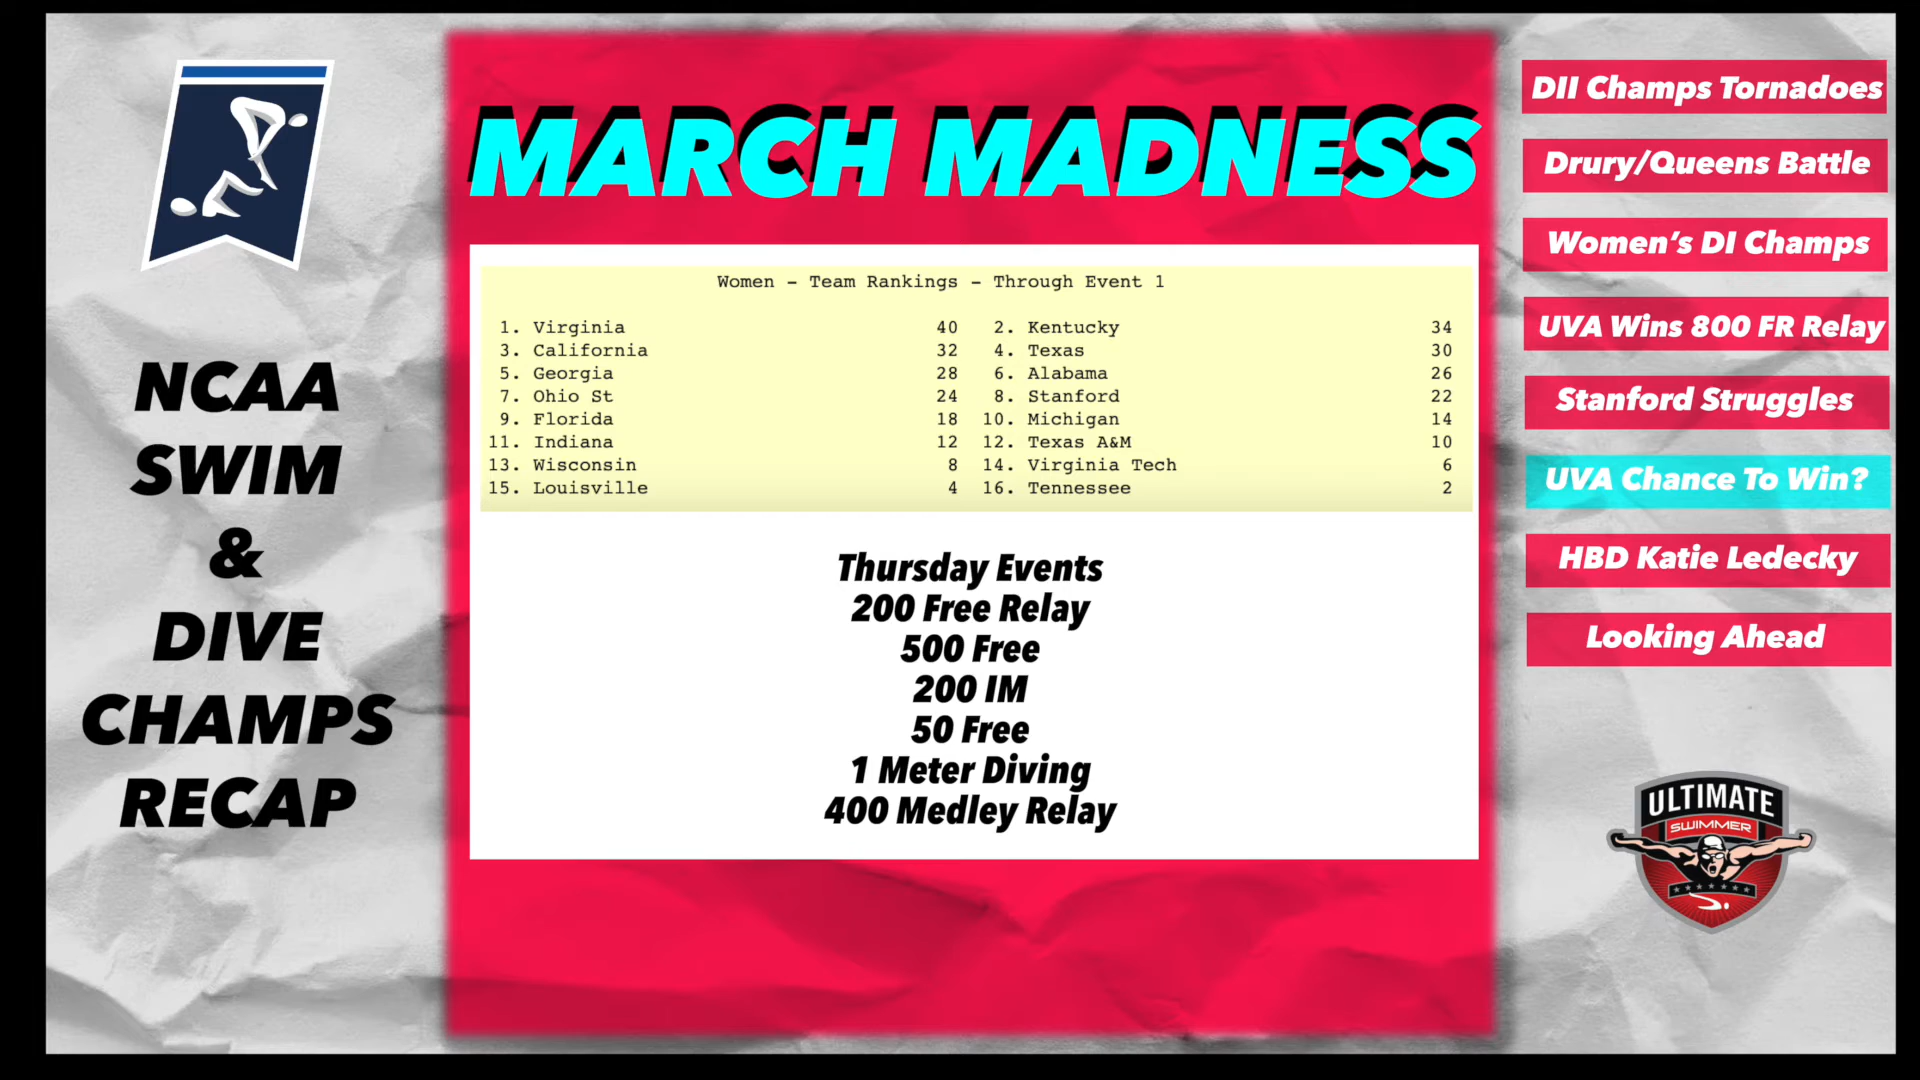 NCAA
SWIM
&
DIVE
CHAMPS
RECAP
MARCH MADNESS
Women - Team Rankings - Through Event 1
1. Virginia 40 2. Kentucky 34
3. California 32 4. Texas 30
5. Georgia 28 6. Alabama 26
7. Ohio St 24 8. Stanford 22
9. Florida 18 10. Michigan 14
11. Indiana 12 12. Texas A&M 10
13. Wisconsin 8 14. Virginia Tech 6
15. Louisville 4 16. Tennessee 2
Thursday Events
200 Free Relay
500 Free
200 IM
50 Free
1 Meter Diving
400 Medley Relay
DII Champs Tornadoes
Drury/Queens Battle
Women's DI Champs
UVA Wins 800 FR Relay
Stanford Struggles
UVA Chance To Win?
HBD Katie Ledecky
Looking Ahead
ULTIMATE
SWIMMER